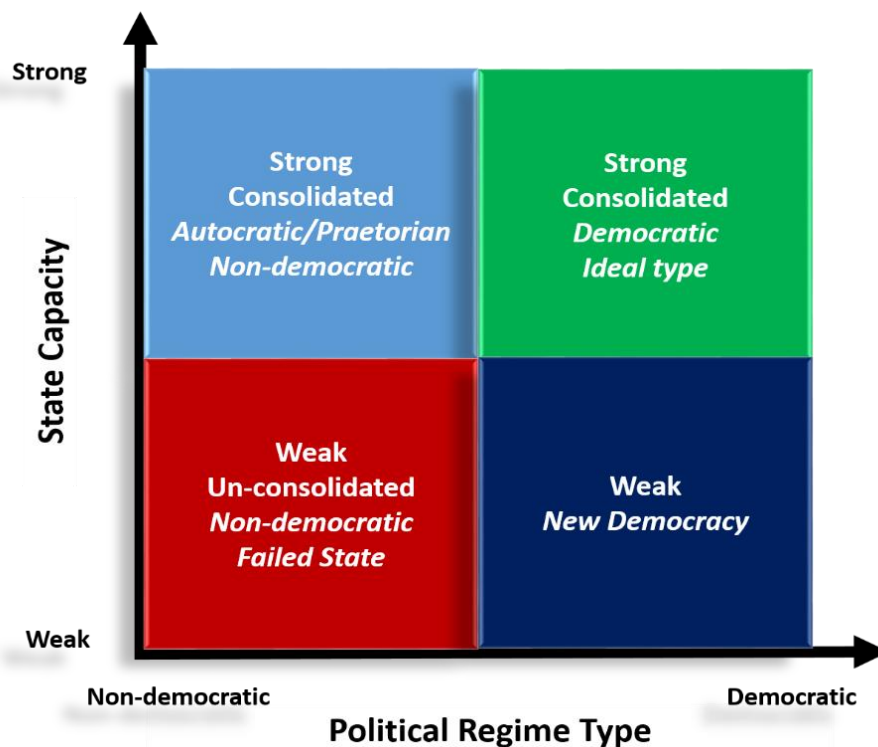 Strong
State Capacity
Strong
Consolidated
Autocratic/Praetorian
Non-democratic
Strong
Consolidated
Democratic
Ideal type
Weak
Un-consolidated
Non-democratic
Failed State
Weak
New Democracy
Weak
Non-democratic
Democratic
Political Regime Type